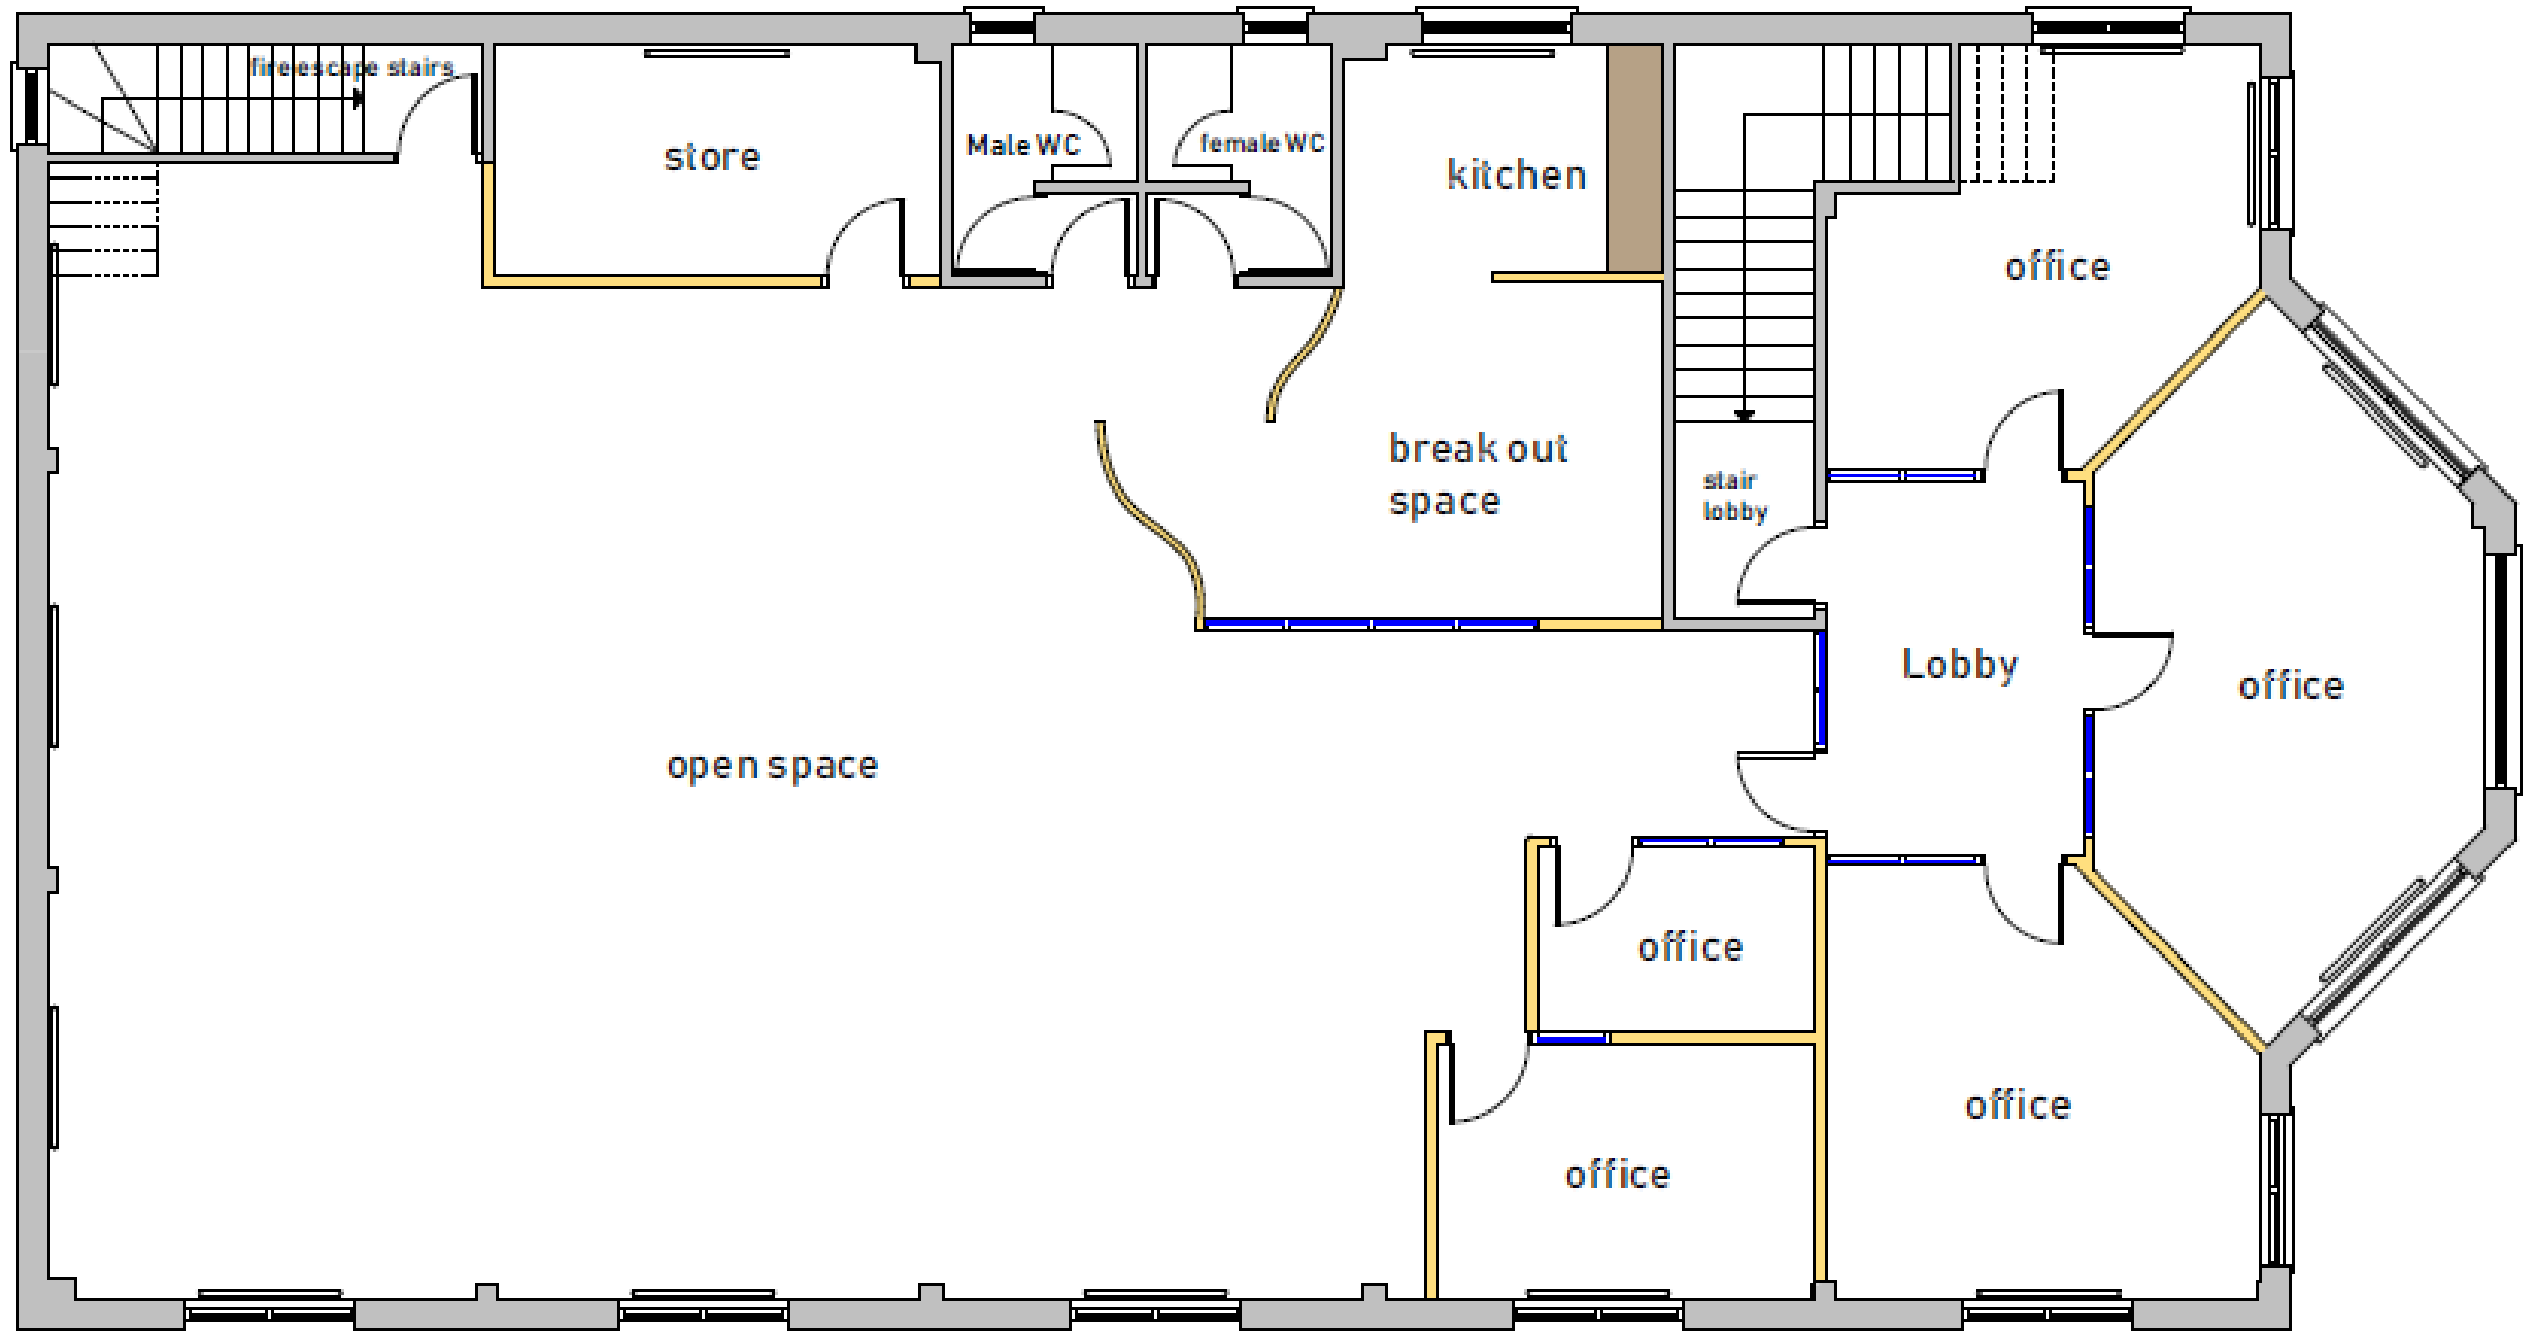 fire escape stairs
store
Male WC
female WC
kitchen
office
break out
space
stair
lobby
Lobby
office
open space
office
office
office